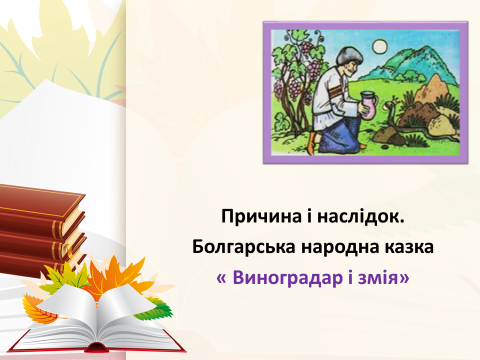 Причина і наслідок.
Болгарська народна казка
« Виноградар і змія»